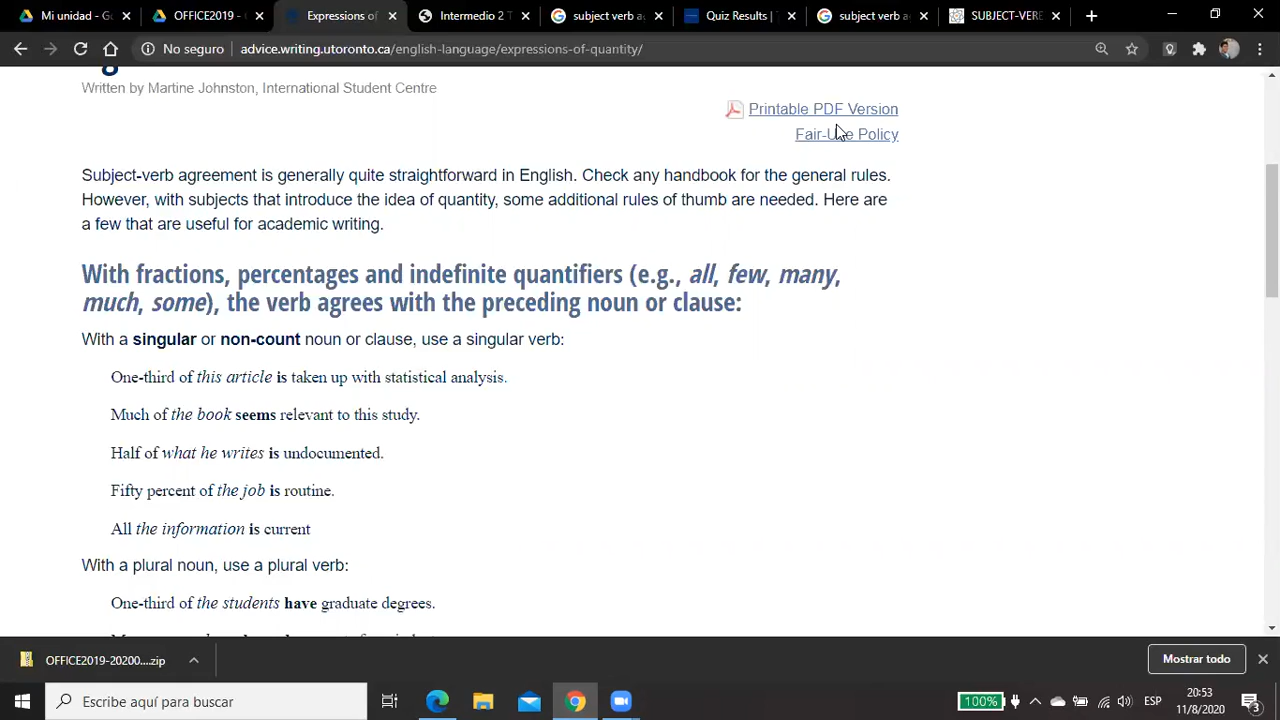 Mi unidad - Go
OFFICE2019 -
Expressions of
Intermedio 2 T
subject verb a
Quiz Results |
subject verb a
SUBJECT-VERB
No seguro
advice.writing.utoronto.ca/english-language/expressions-of-quantity/
Written by Martine Johnston, International Student Centre
Printable PDF Version
Fair-Use Policy
Subject-verb agreement is generally quite straightforward in English. Check any handbook for the general rules.
However, with subjects that introduce the idea of quantity, some additional rules of thumb are needed. Here are
a few that are useful for academic writing.
With fractions, percentages and indefinite quantifiers (e.g., all, few, many,
much, some), the verb agrees with the preceding noun or clause:
With a singular or non-count noun or clause, use a singular verb:
One-third of this article is taken up with statistical analysis.
Much of the book seems relevant to this study.
Half of what he writes is undocumented.
Fifty percent of the job is routine.
All the information is current
With a plural noun, use a plural verb:
One-third of the students have graduate degrees.
OFFICE2019-20200....zip
Mostrar todo
Escribe aquí para buscar
100%
ESP
20:53
11/8/2020
3